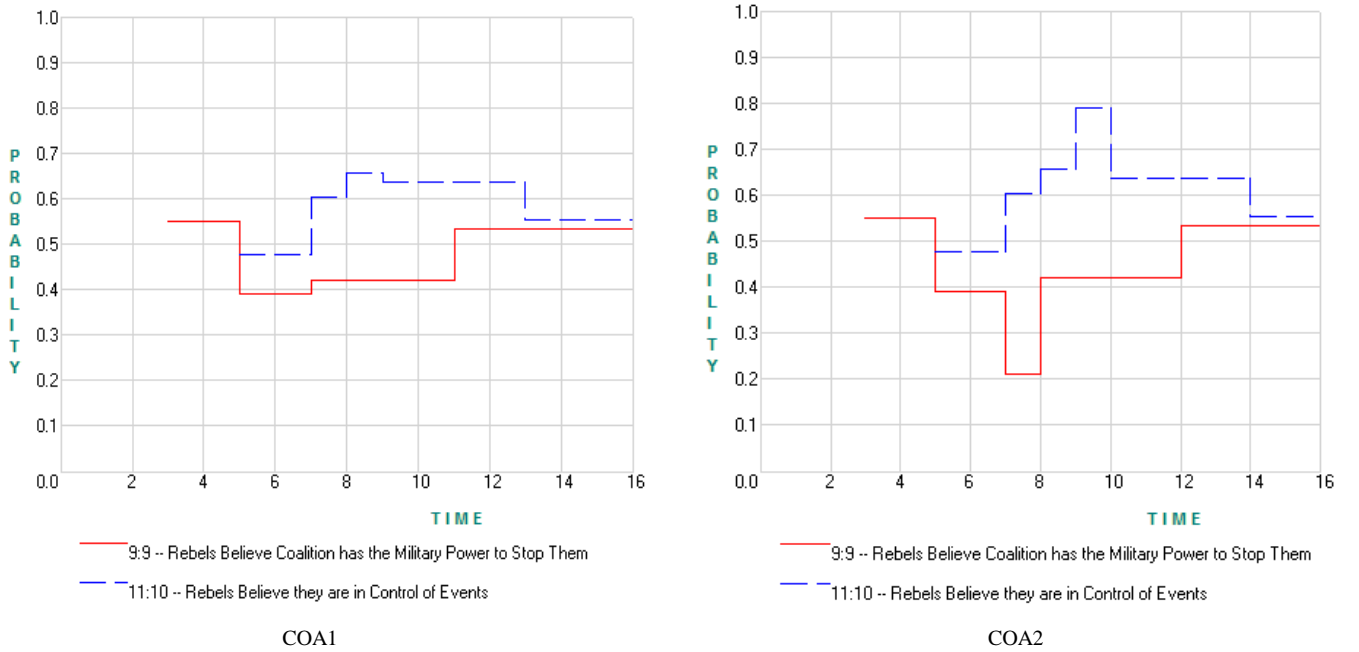 1.0
0.9
0.8
0.7
0.6
0.5
0.4
0.3
0.2
0.1
0.0
PROBABILITY
2 4 6 8 10 12 14 16
TIME
9:9 -- Rebels Believe Coalition has the Military Power to Stop Them
11:10 -- Rebels Believe they are in Control of Events
COA1
1.0
0.9
0.8
0.7
0.6
0.5
0.4
0.3
0.2
0.1
0.0
PROBABILITY
2 4 6 8 10 12 14 16
TIME
9:9 -- Rebels Believe Coalition has the Military Power to Stop Them
11:10 -- Rebels Believe they are in Control of Events
COA2